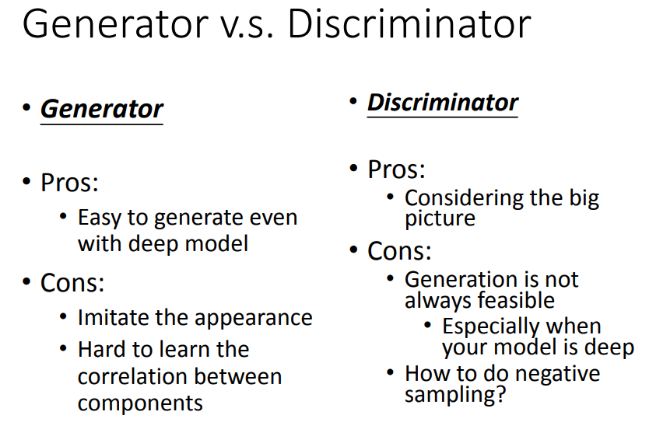 Generator v.s. Discriminator
• Generator
• Pros:
• Easy to generate even
with deep model
• Cons:
• Imitate the appearance
• Hard to learn the
correlation between
components
• Discriminator
• Pros:
• Considering the big
picture
• Cons:
• Generation is not
always feasible
• Especially when
your model is deep
• How to do negative
sampling?